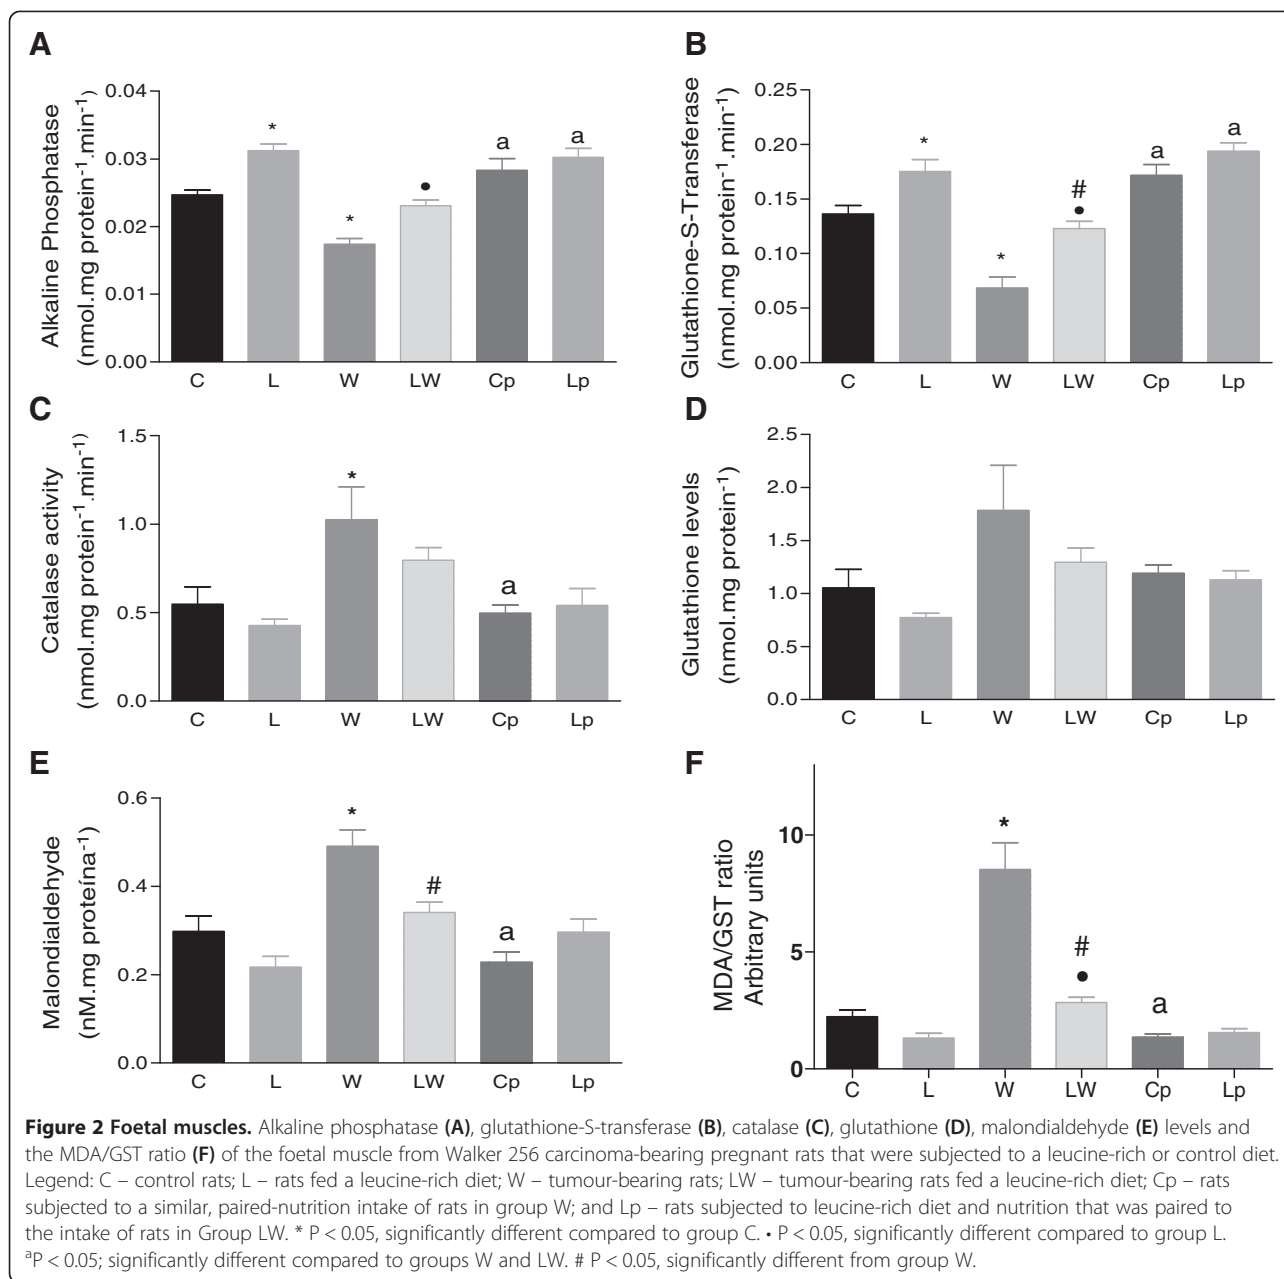 A
Alkaline Phosphatase
(nmol.mg protein⁻¹.min⁻¹)
0.04
0.03
0.02
0.01
0.00
*
*
•
a
a
C L W LW Cp Lp
B
Glutathione-S-Transferase
(nmol.mg protein⁻¹.min⁻¹)
0.25
0.20
0.15
0.10
0.05
0.00
*
*
#
•
a
a
C L W LW Cp Lp
C
Catalase activity
(nmol.mg protein⁻¹.min⁻¹)
1.5
1.0
0.5
0.0
*
a
C L W LW Cp Lp
D
Glutathione levels
(nmol.mg protein⁻¹)
2.5
2.0
1.5
1.0
0.5
0.0
C L W LW Cp Lp
E
Malondialdehyde
(nM.mg proteína⁻¹)
0.6
0.4
0.2
0.0
*
#
a
C L W LW Cp Lp
F
MDA/GST ratio
Arbitrary units
10
5
0
*
#
•
a
C L W LW Cp Lp
Figure 2 Foetal muscles. Alkaline phosphatase (A), glutathione-S-transferase (B), catalase (C), glutathione (D), malondialdehyde (E) levels and
the MDA/GST ratio (F) of the foetal muscle from Walker 256 carcinoma-bearing pregnant rats that were subjected to a leucine-rich or control diet.
Legend: C – control rats; L – rats fed a leucine-rich diet; W – tumour-bearing rats; LW – tumour-bearing rats fed a leucine-rich diet; Cp – rats
subjected to a similar, paired-nutrition intake of rats in group W; and Lp – rats subjected to leucine-rich diet and nutrition that was paired to
the intake of rats in Group LW. * P < 0.05, significantly different compared to group C. • P < 0.05, significantly different compared to group L.
ᵃP < 0.05; significantly different compared to groups W and LW. # P < 0.05, significantly different from group W.